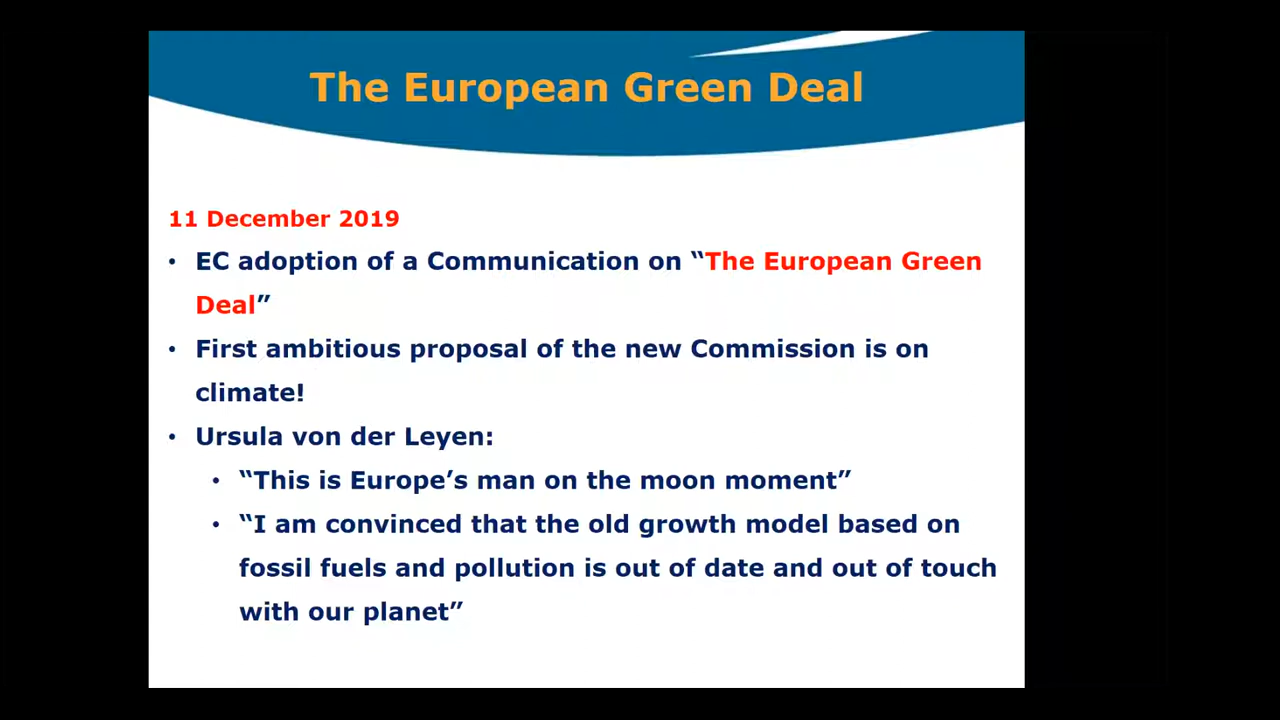 The European Green Deal
11 December 2019
• EC adoption of a Communication on “The European Green
Deal”
• First ambitious proposal of the new Commission is on
climate!
• Ursula von der Leyen:
• “This is Europe’s man on the moon moment”
• “I am convinced that the old growth model based on
fossil fuels and pollution is out of date and out of touch
with our planet”